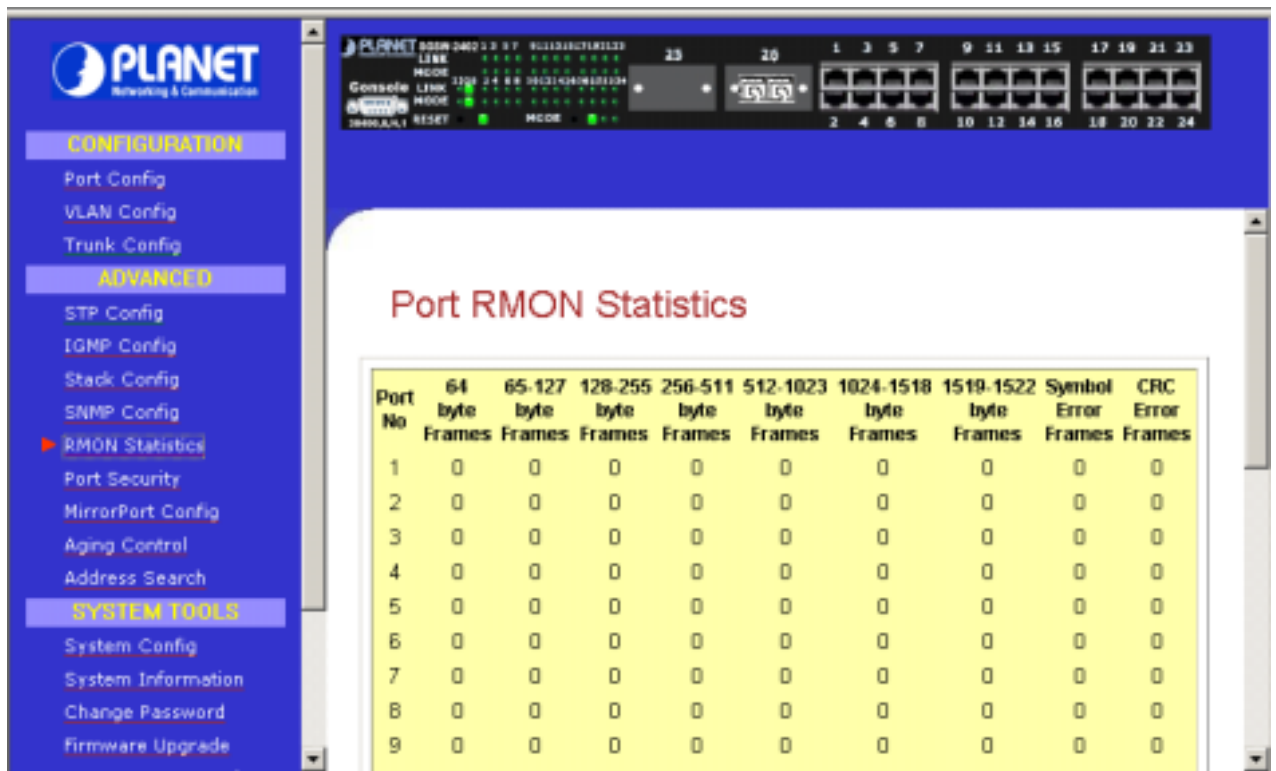 PLANET
Networking & Communication
CONFIGURATION
Port Config
VLAN Config
Trunk Config
ADVANCED
STP Config
IGMP Config
Stack Config
SNMP Config
RMON Statistics
Port Security
MirrorPort Config
Aging Control
Address Search
SYSTEM TOOLS
System Config
System Information
Change Password
Firmware Upgrade
PLANET SGSW-2402
LINK
MODE
Console LINK
MODE
RESET MODE
25 26
1 3 5 7 9 11 13 15 17 19 21 23
2 4 6 8 10 12 14 16 18 20 22 24
Port RMON Statistics
Port No 64 byte Frames 65-127 byte Frames 128-255 byte Frames 256-511 byte Frames 512-1023 byte Frames 1024-1518 byte Frames 1519-1522 byte Frames Symbol Error Frames CRC Error Frames
1 0 0 0 0 0 0 0 0 0
2 0 0 0 0 0 0 0 0 0
3 0 0 0 0 0 0 0 0 0
4 0 0 0 0 0 0 0 0 0
5 0 0 0 0 0 0 0 0 0
6 0 0 0 0 0 0 0 0 0
7 0 0 0 0 0 0 0 0 0
8 0 0 0 0 0 0 0 0 0
9 0 0 0 0 0 0 0 0 0